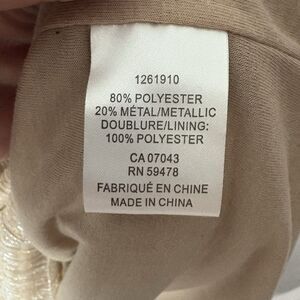 1261910
80% POLYESTER
20% MÉTAL/METALLIC
DOUBLURE/LINING:
100% POLYESTER
CA 07043
RN 59478
FABRIQUÉ EN CHINE
MADE IN CHINA